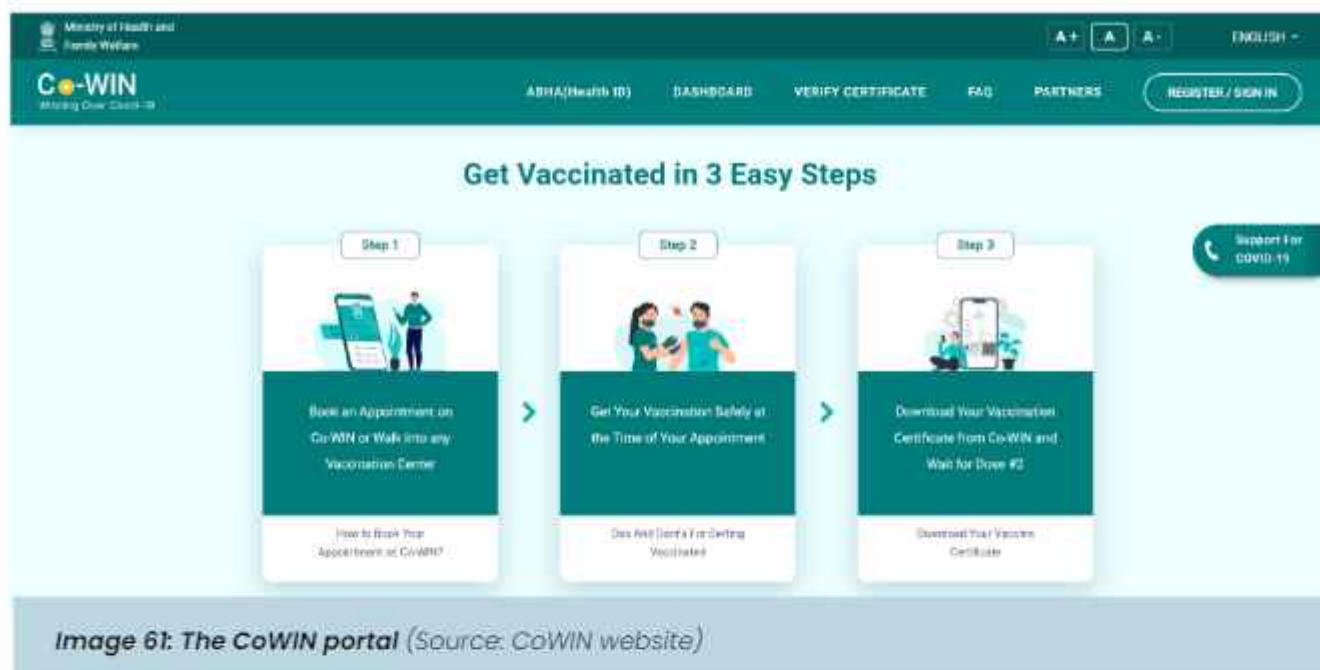 Ministry of Health and
Family Welfare
A+ A A-
ENGLISH
Co-WIN
Winning Over Covid-19
ABHA(Health ID) DASHBOARD VERIFY CERTIFICATE FAQ PARTNERS REGISTER / SIGN IN
Get Vaccinated in 3 Easy Steps
Support For
COVID-19
Step 1
Book an Appointment on
Co-WIN or Walk into any
Vaccination Center
How to Book Your
Appointment at Co-WIN?
Step 2
Get Your Vaccination Safely at
the Time of Your Appointment
Dos And Don'ts For Getting
Vaccinated
Step 3
Download Your Vaccination
Certificate from Co-WIN and
Wait for Dose #2
Download Your Vaccine
Certificate
Image 61: The CoWIN portal (Source: CoWIN website)